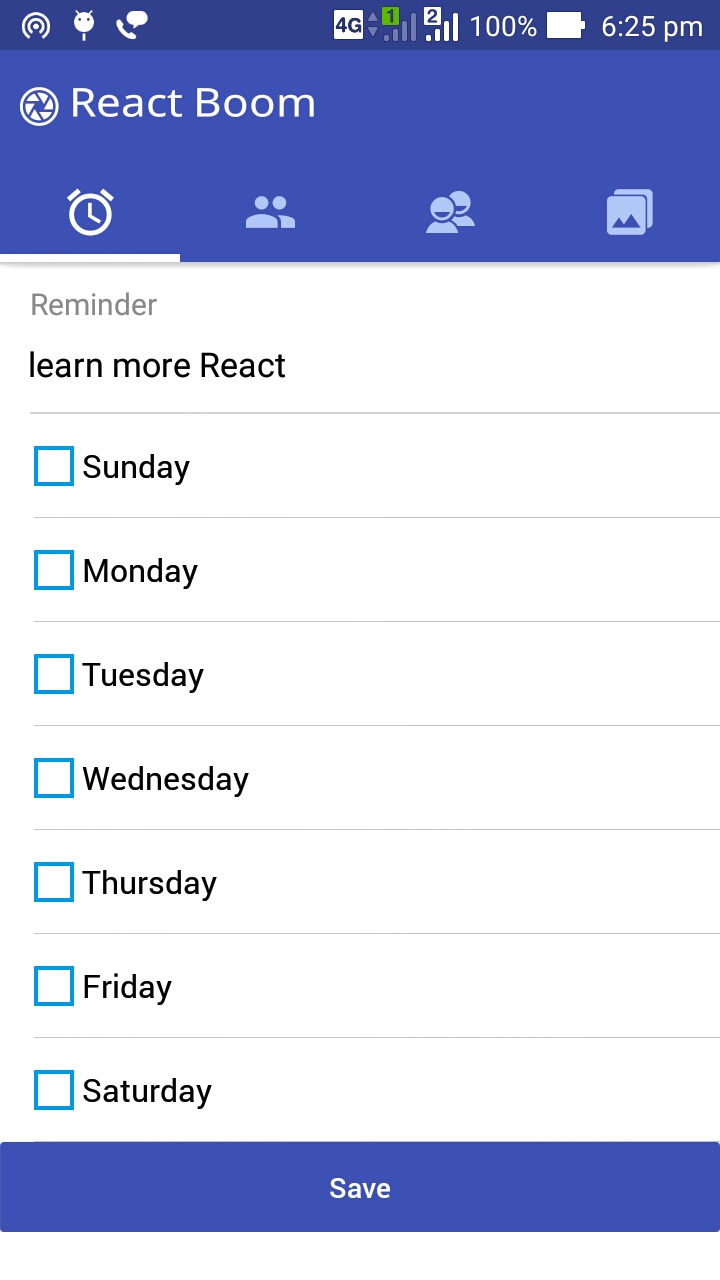 4G 1 2 100% 6:25 pm
React Boom
Reminder
learn more React
Sunday
Monday
Tuesday
Wednesday
Thursday
Friday
Saturday
Save